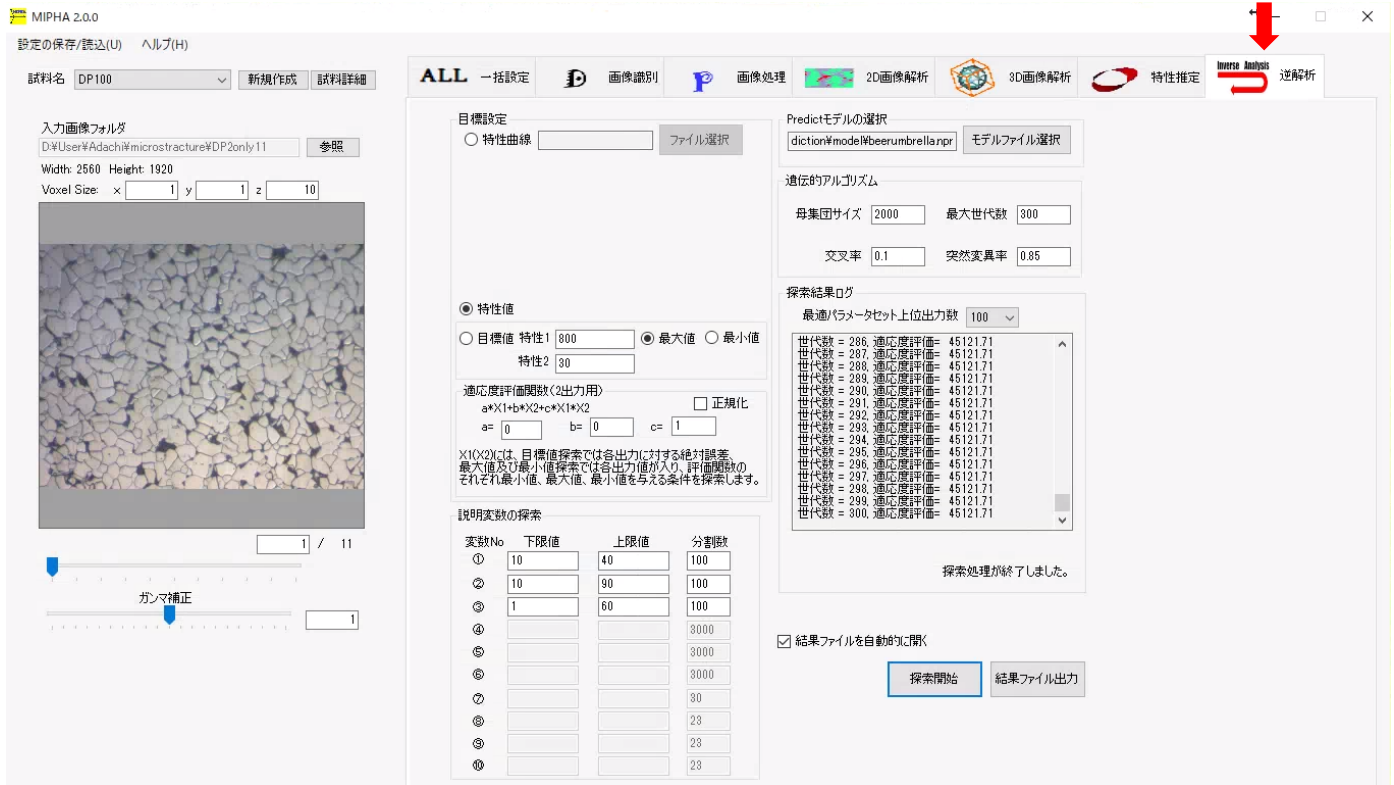 MIPHA 2.0.0
設定の保存/読込(U) ヘルプ(H)
試料名 DP100 新規作成 試料詳細
ALL 一括設定 D 画像識別 P 画像処理 2D画像解析 3D画像解析 特性推定 Inverse Analysis 逆解析
入力画像フォルダ
D:¥User¥Adachi¥microstracture¥DP2only11 参照
Width: 2560 Height: 1920
Voxel Size: x 1 y 1 z 10
1 / 11
ガンマ補正
1
目標設定
特性曲線 ファイル選択
特性値
目標値 特性1 800 最大値 最小値
特性2 30
適応度評価関数(2出力用)
a*X1+b*X2+c*X1*X2 正規化
a= 0 b= 0 c= 1
X1(X2)には、目標値探索では各出力に対する絶対誤差、
最大値及び最小値探索では各出力値が入り、評価関数の
それぞれ最小値、最大値、最小を与える条件を探索します。
説明変数の探索
変数No 下限値 上限値 分割数
① 10 40 100
② 10 90 100
③ 1 60 100
④ 3000
⑤ 3000
⑥ 3000
⑦ 30
⑧ 23
⑨ 23
⑩ 23
Predictモデルの選択
diction¥model¥beerumbrella.npr モデルファイル選択
遺伝的アルゴリズム
母集団サイズ 2000 最大世代数 300
交叉率 0.1 突然変異率 0.85
探索結果ログ
最適パラメータセット上位出力数 100
世代数 = 286, 適応度評価= 45121.71
世代数 = 287, 適応度評価= 45121.71
世代数 = 288, 適応度評価= 45121.71
世代数 = 289, 適応度評価= 45121.71
世代数 = 290, 適応度評価= 45121.71
世代数 = 291, 適応度評価= 45121.71
世代数 = 292, 適応度評価= 45121.71
世代数 = 293, 適応度評価= 45121.71
世代数 = 294, 適応度評価= 45121.71
世代数 = 295, 適応度評価= 45121.71
世代数 = 296, 適応度評価= 45121.71
世代数 = 297, 適応度評価= 45121.71
世代数 = 298, 適応度評価= 45121.71
世代数 = 299, 適応度評価= 45121.71
世代数 = 300, 適応度評価= 45121.71
探索処理が終了しました。
結果ファイルを自動的に開く
探索開始 結果ファイル出力